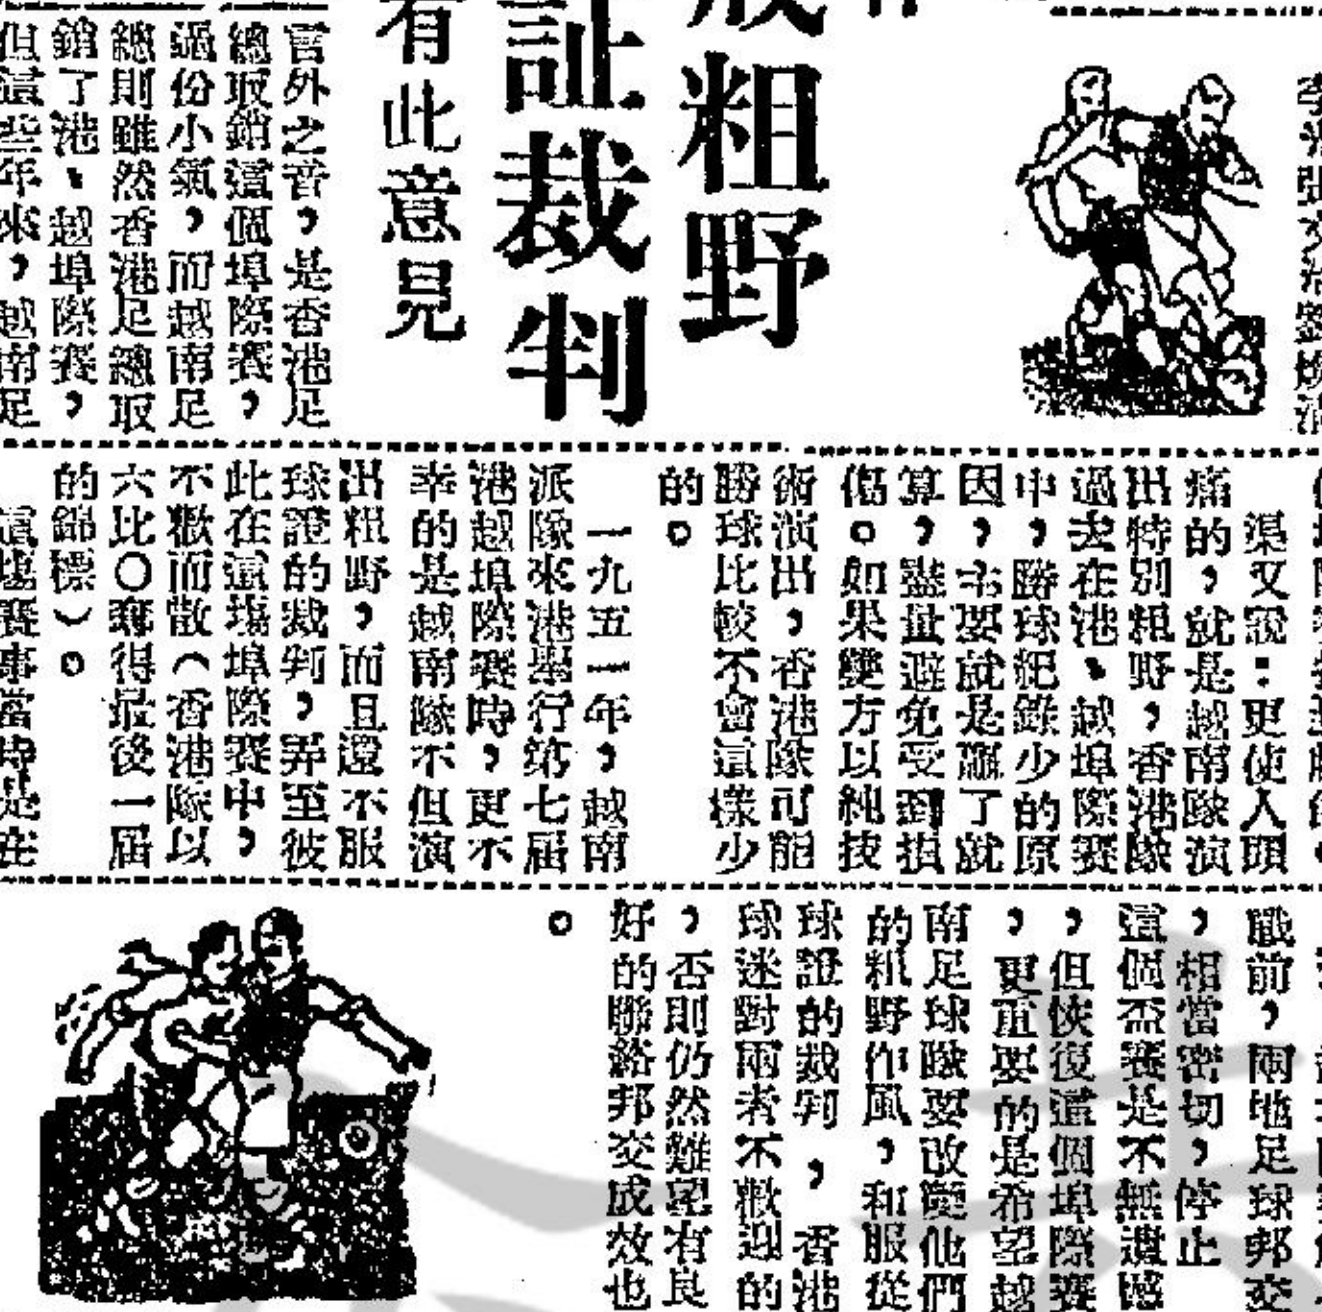 粗野
証裁判
有此意見
言外之音，是香港足
總取銷這個埠際賽，
過份小氣，而越南足
總則雖然香港足總取
銷了港、越埠際賽，
但這些年來，越南足
渠又說：更使人頭
痛的，就是越南隊演
出特別粗野，香港隊
過去在港、越埠際賽
中，勝球紀錄少的原
因，主要就是避了就
算，盡量避免受到損
傷。如果雙方以純技
術演出，香港隊可能
勝球比較不會這樣少
的。
一九五一年，越南
派隊來港舉行第七屆
港越埠際賽時，更不
幸的是越南隊不但演
出粗野，而且還不服
球證的裁判，弄至彼
此在這場埠際賽中，
不歡而散（香港隊以
六比〇奪得最後一屆
的錦標）。
這塲賽事當時是在
戰前，兩地足球邦交
，相當密切，停止
這個盃賽是不無遺憾
，但恢復這個埠際賽
，更重要的是希望越
南足球隊要改變他們
的粗野作風，和服從
球證的裁判，香港
球迷對兩者不歡迎的
，否則仍然難望有良
好的聯絡邦交成效也
。